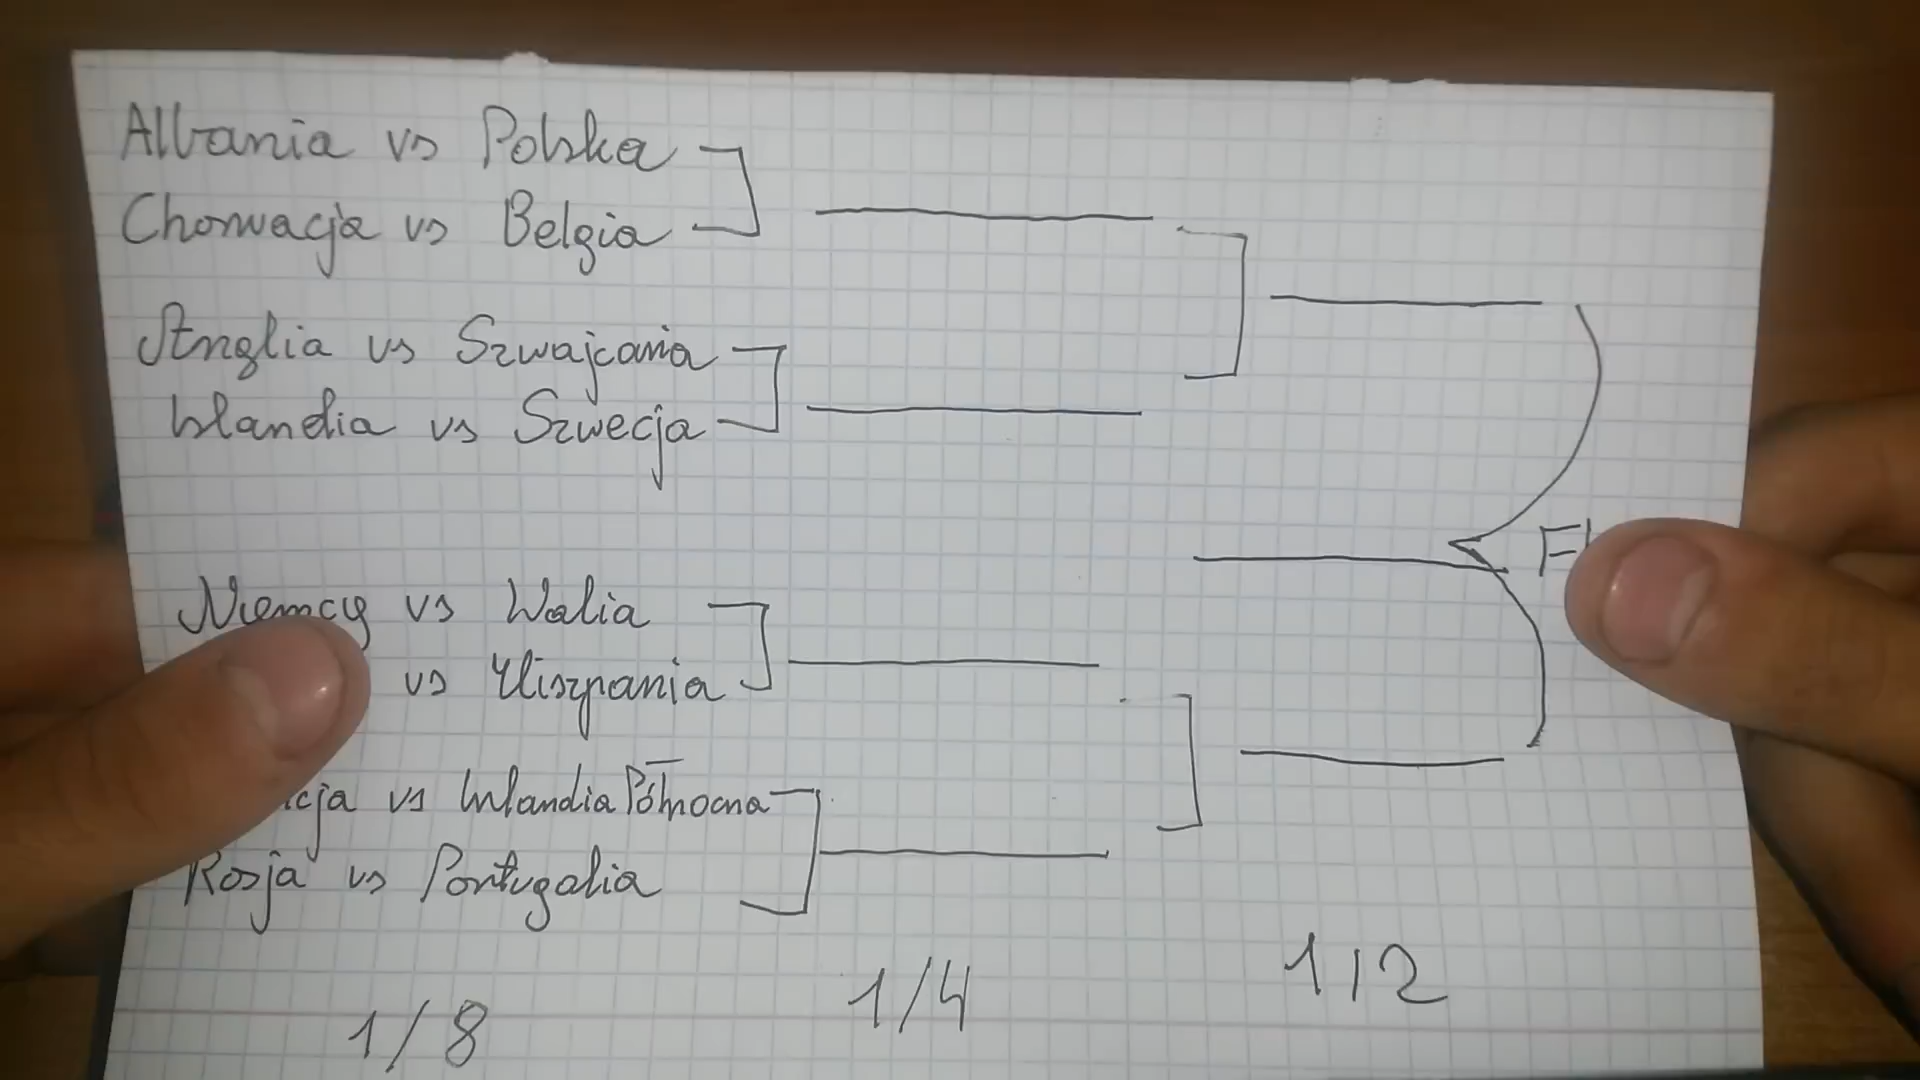 Albania vs Polska
Chorwacja vs Belgia
Anglia vs Szwajcaria
Islandia vs Szwecja
Niemcy vs Walia
vs Hiszpania
vs Irlandia Północna
Rosja vs Portugalia
1/8
1/4
1/2